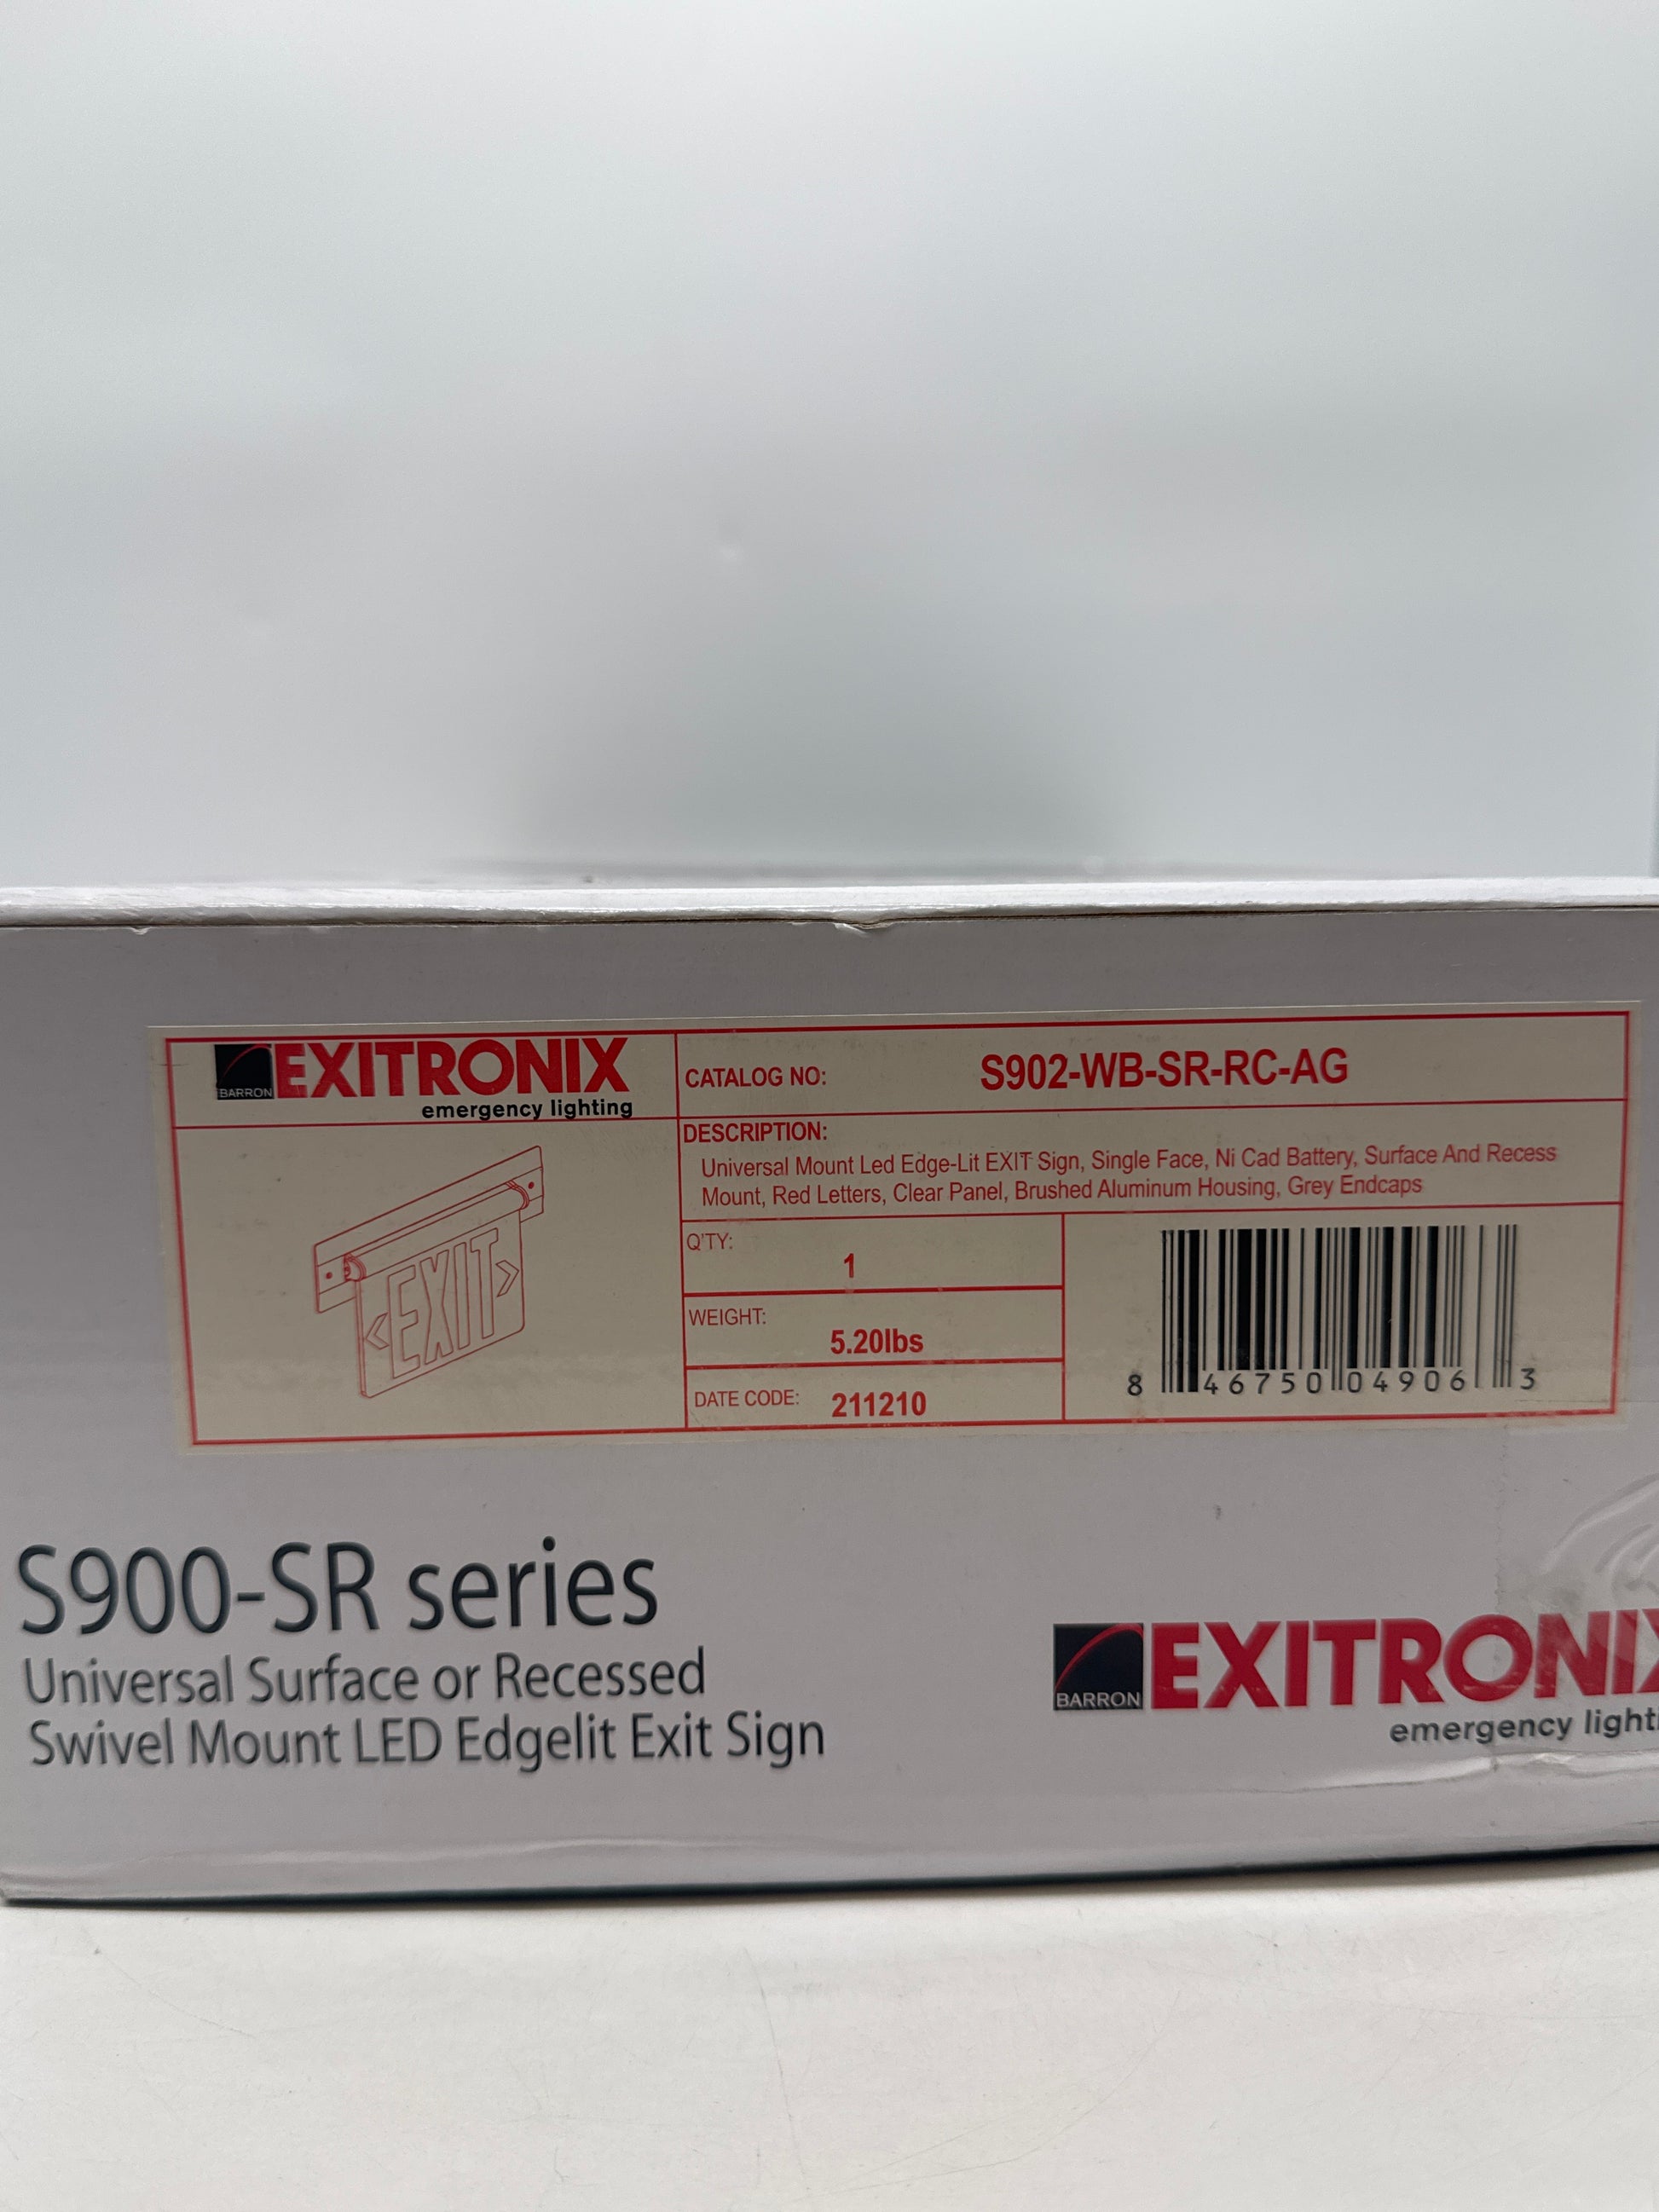 BARRON EXITRONIX
emergency lighting
CATALOG NO: S902-WB-SR-RC-AG
DESCRIPTION:
Universal Mount Led Edge-Lit EXIT Sign, Single Face, Ni Cad Battery, Surface And Recess
Mount, Red Letters, Clear Panel, Brushed Aluminum Housing, Grey Endcaps
EXIT
Q'TY: 1
WEIGHT: 5.20lbs
DATE CODE: 211210
8 46750 04906 3
S900-SR series
Universal Surface or Recessed
Swivel Mount LED Edgelit Exit Sign
BARRON EXITRONIX
emergency lighti